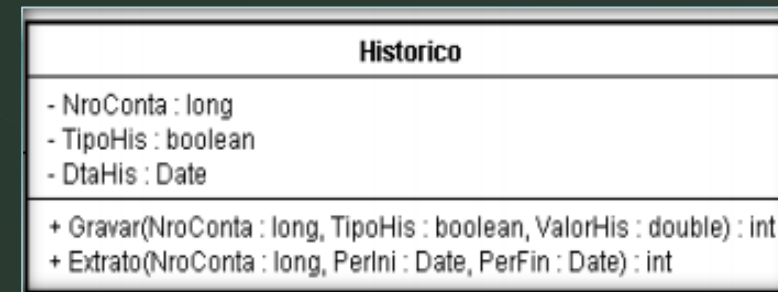 Historico
- NroConta : long
- TipoHis : boolean
- DtaHis : Date
+ Gravar(NroConta : long, TipoHis : boolean, ValorHis : double) : int
+ Extrato(NroConta : long, PerIni : Date, PerFin : Date) : int